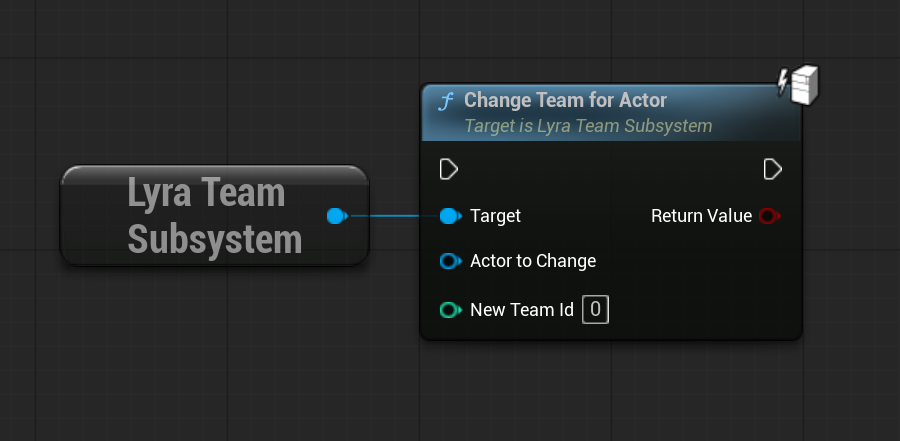 Lyra Team
Subsystem
f Change Team for Actor
Target is Lyra Team Subsystem
Target
Return Value
Actor to Change
New Team Id 0